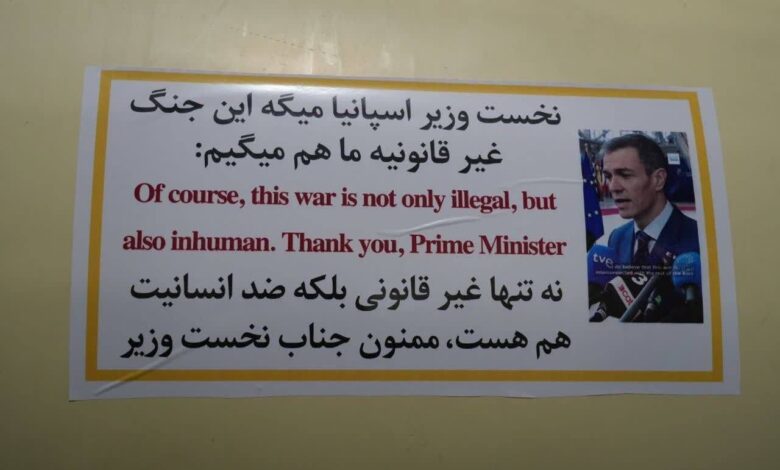 نخست وزیر اسپانیا میگه این جنگ
غیر قانونیه ما هم میگیم:
Of course, this war is not only illegal, but
also inhuman. Thank you, Prime Minister
نه تنها غیر قانونی بلکه ضد انسانیت
هم هست، ممنون جناب نخست وزیر
tve